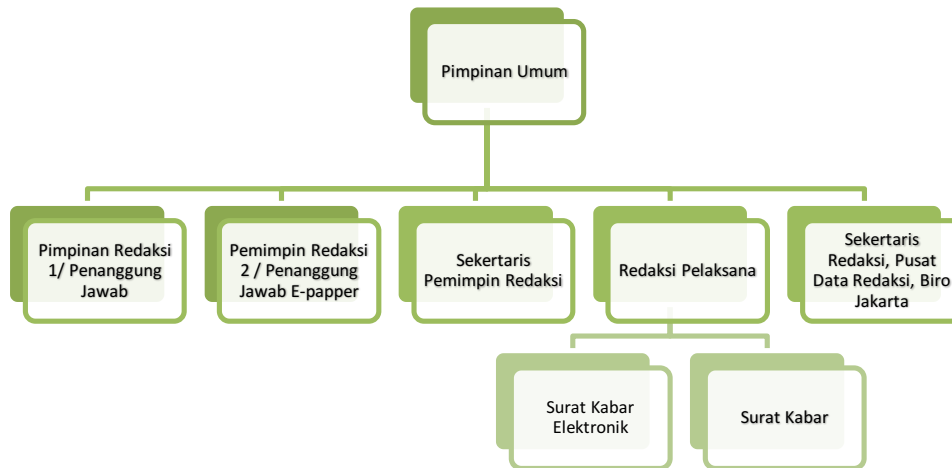 Pimpinan Umum
Pimpinan Redaksi
1/ Penanggung
Jawab
Pemimpin Redaksi
2 / Penanggung
Jawab E-papper
Sekertaris
Pemimpin Redaksi
Redaksi Pelaksana
Sekertaris
Redaksi, Pusat
Data Redaksi, Biro
Jakarta
Surat Kabar
Elektronik
Surat Kabar